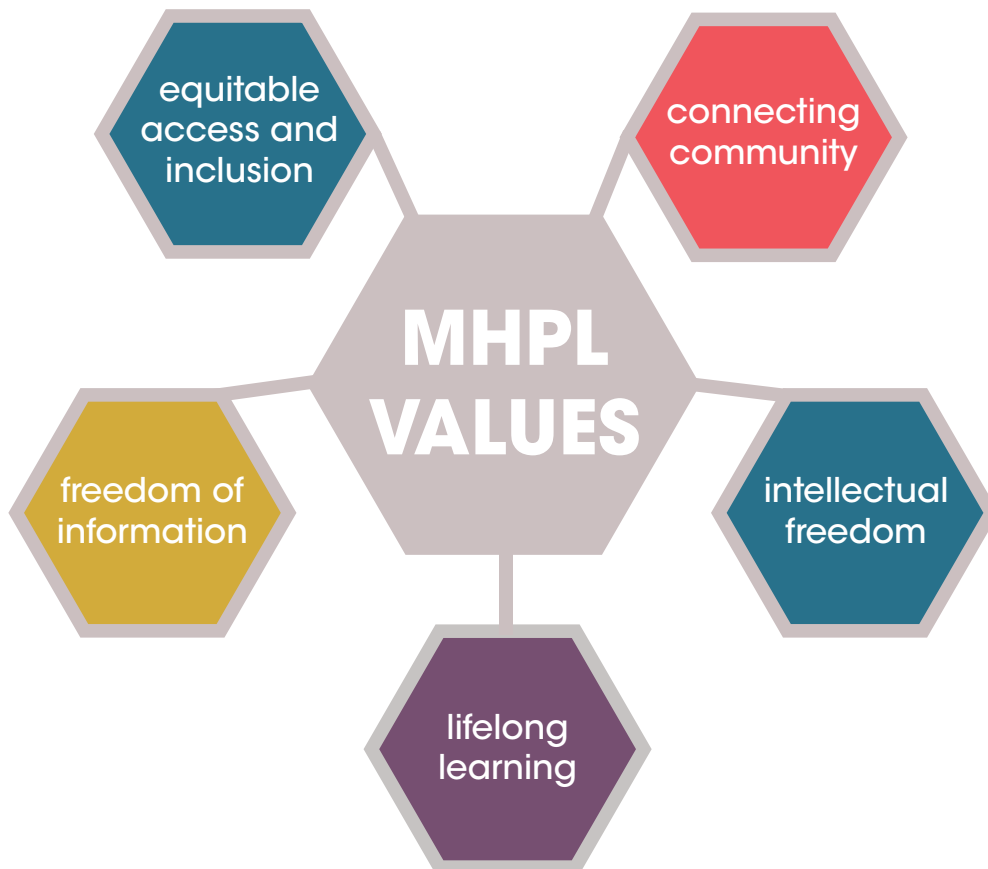 equitable
access and
inclusion
connecting
community
MHPL
VALUES
freedom of
information
intellectual
freedom
lifelong
learning